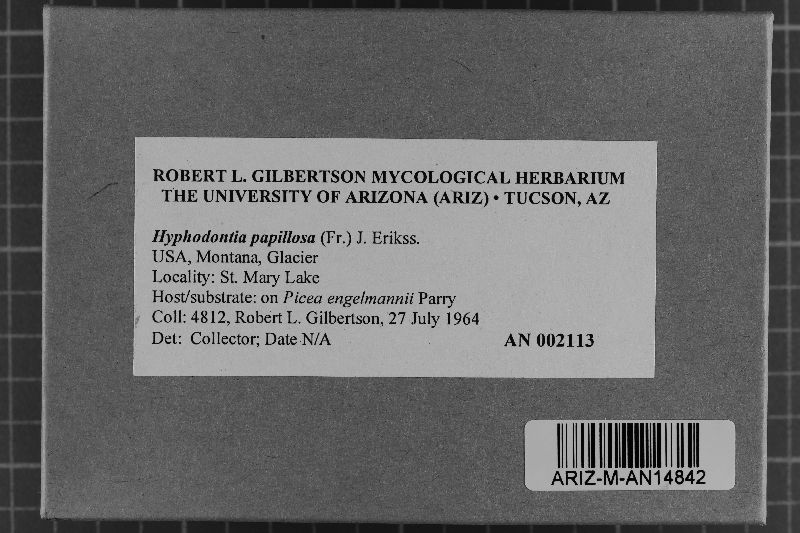 ROBERT L. GILBERTSON MYCOLOGICAL HERBARIUM
THE UNIVERSITY OF ARIZONA (ARIZ) • TUCSON, AZ
Hyphodontia papillosa (Fr.) J. Erikss.
USA, Montana, Glacier
Locality: St. Mary Lake
Host/substrate: on Picea engelmannii Parry
Coll: 4812, Robert L. Gilbertson, 27 July 1964
Det: Collector; Date N/A AN 002113
ARIZ-M-AN14842